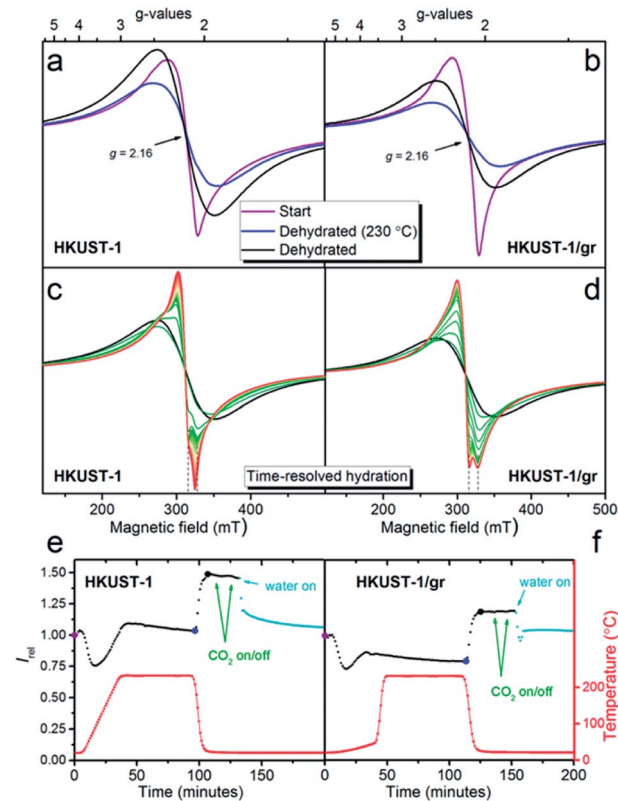 g-values
5 4 3 2 5 4 3 2
a b
g = 2.16 g = 2.16
Start
Dehydrated (230 °C)
Dehydrated
HKUST-1 HKUST-1/gr
c d
HKUST-1 HKUST-1/gr
Time-resolved hydration
200 300 400 200 300 400 500
Magnetic field (mT) Magnetic field (mT)
e f
HKUST-1 HKUST-1/gr
1.50
water on water on
1.25
CO2 on/off CO2 on/off
1.00
0.75
0.50
0.25
0.00
Irel
200
100
0
Temperature (°C)
0 50 100 150 0 50 100 150 200
Time (minutes) Time (minutes)